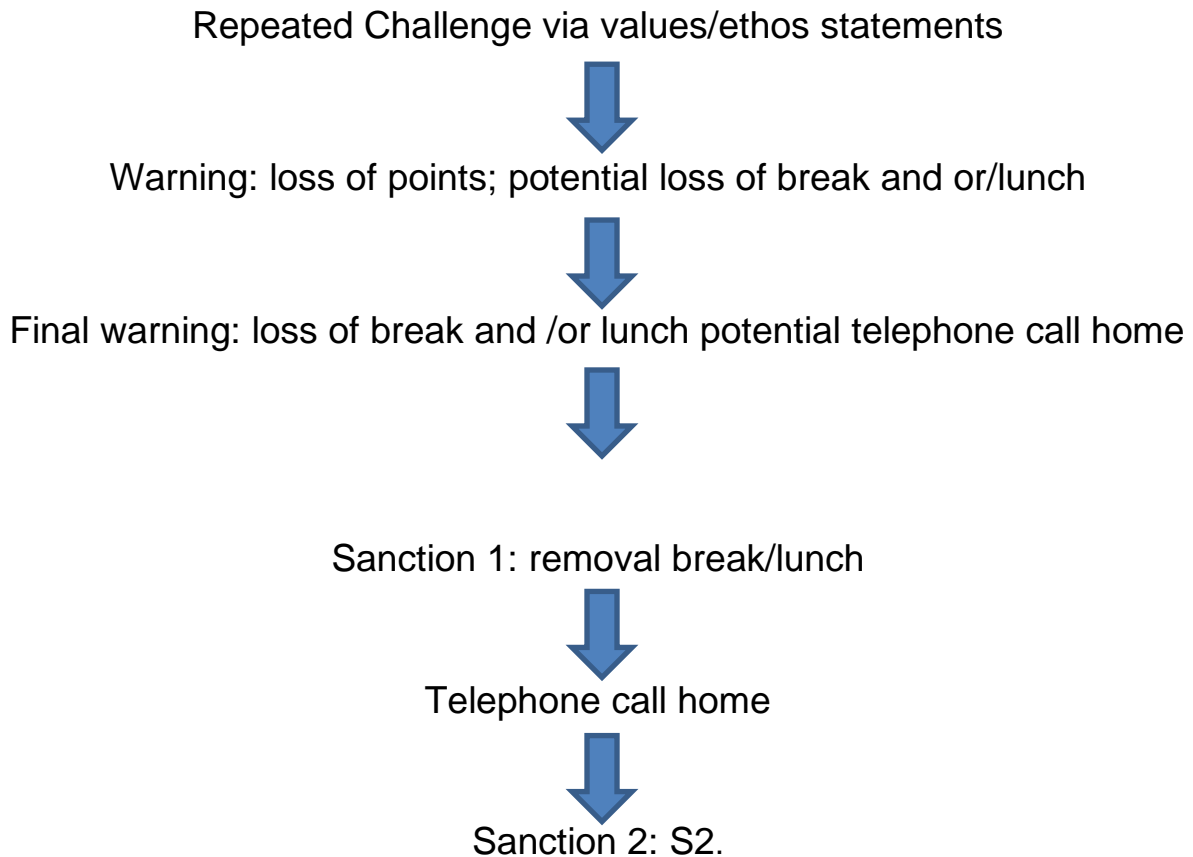 Repeated Challenge via values/ethos statements
Warning: loss of points; potential loss of break and or/lunch
Final warning: loss of break and /or lunch potential telephone call home
Sanction 1: removal break/lunch
Telephone call home
Sanction 2: S2.